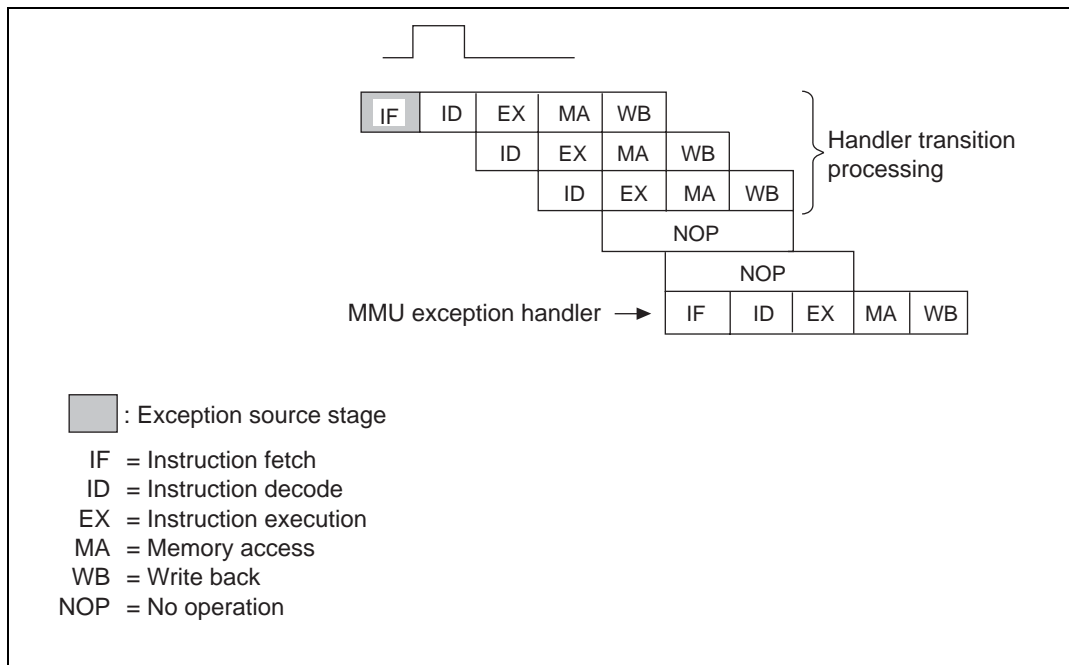 IF ID EX MA WB
ID EX MA WB
Handler transition
processing
ID EX MA WB
NOP
NOP
MMU exception handler → IF ID EX MA WB
: Exception source stage
IF = Instruction fetch
ID = Instruction decode
EX = Instruction execution
MA = Memory access
WB = Write back
NOP = No operation